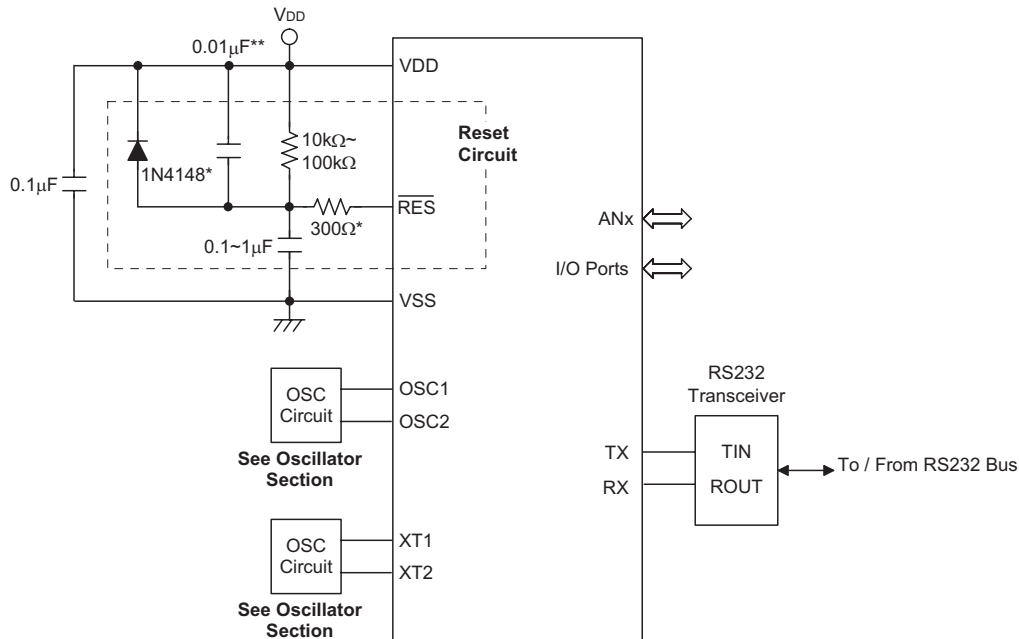 VDD
0.01µF**
VDD
Reset
Circuit
10kΩ~
100kΩ
1N4148*
0.1µF
RES
300Ω*
0.1~1µF
VSS
ANx
I/O Ports
OSC
Circuit
OSC1
OSC2
See Oscillator
Section
RS232
Transceiver
TX
TIN
RX
ROUT
To / From RS232 Bus
OSC
Circuit
XT1
XT2
See Oscillator
Section